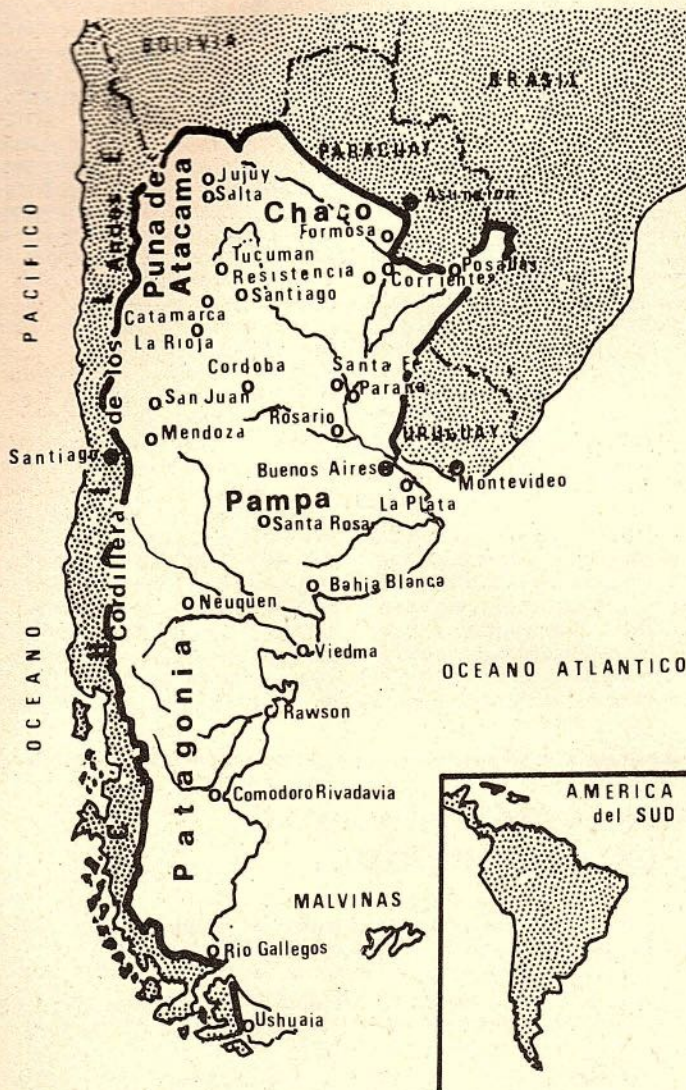 BOLIVIA
BRASIL
PARAGUAY
Puna de
Atacama
Jujuy
Salta
Chaco
Asuncion
Formosa
Tucuman
Resistencia
Posadas
Corrientes
Santiago
Catamarca
La Rioja
Cordoba
Santa F
Parana
San Juan
Rosario
Mendoza
URUGUAY
Santiago
Buenos Aires
Montevideo
La Plata
Pampa
Santa Rosa
Bahia Blanca
Neuquen
Viedma
Patagonia
Rawson
Comodoro Rivadavia
OCEANO ATLANTICO
OCEANO
PACIFICO
Cordillera de los Andes
MALVINAS
Rio Gallegos
Ushuaia
AMERICA
del SUD